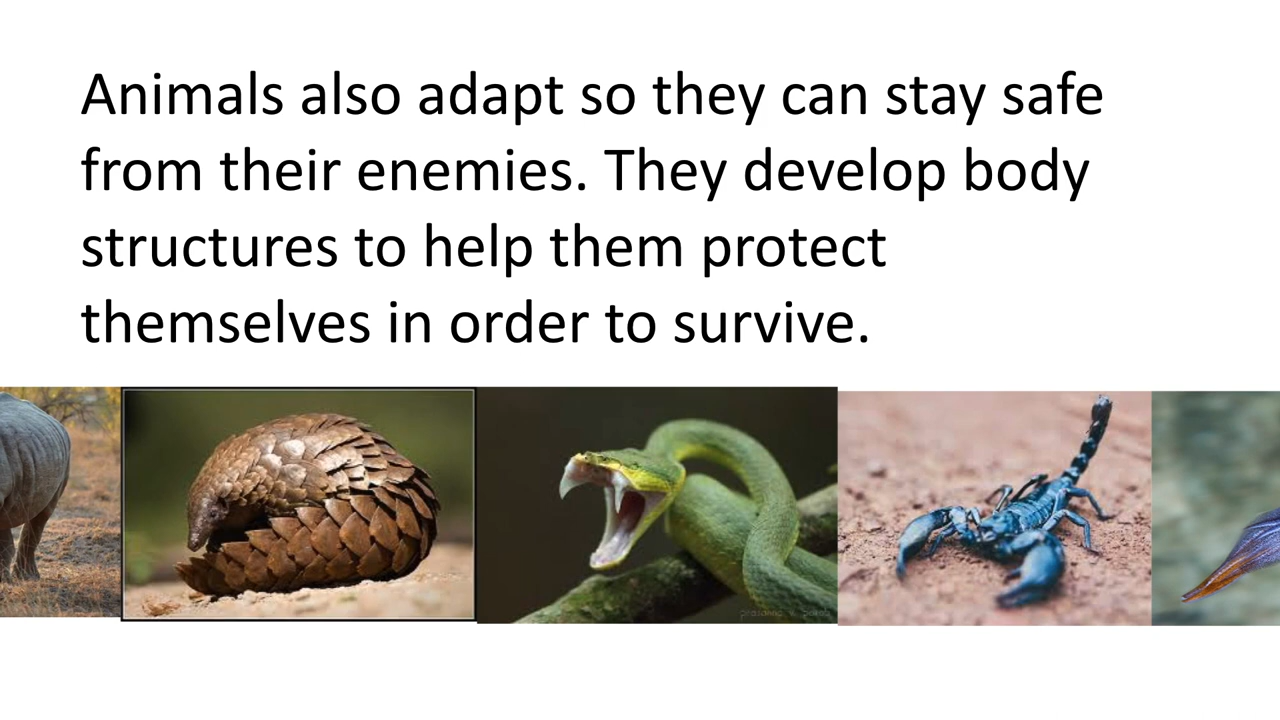 Animals also adapt so they can stay safe
from their enemies. They develop body
structures to help them protect
themselves in order to survive.